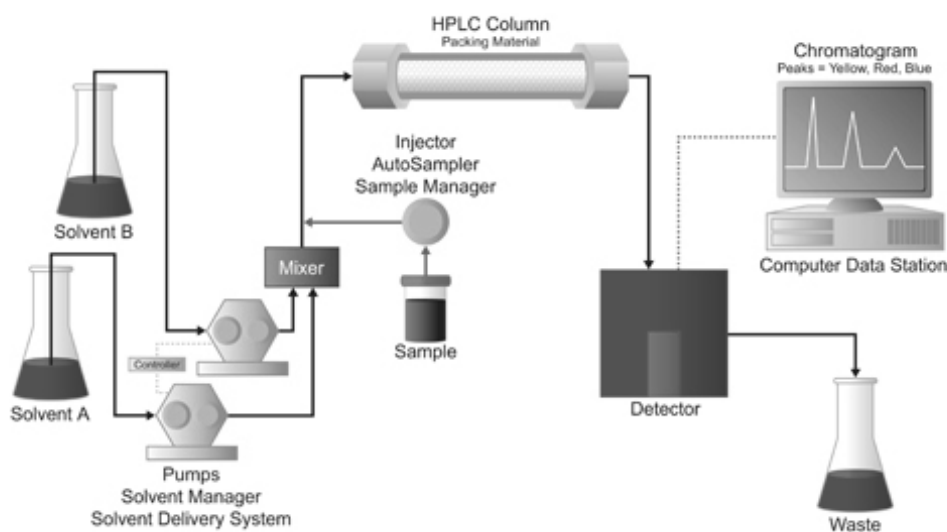 HPLC Column
Packing Material
Chromatogram
Peaks = Yellow, Red, Blue
Injector
AutoSampler
Sample Manager
Solvent B
Mixer
Computer Data Station
Sample
Controller
Solvent A
Detector
Pumps
Solvent Manager
Solvent Delivery System
Waste